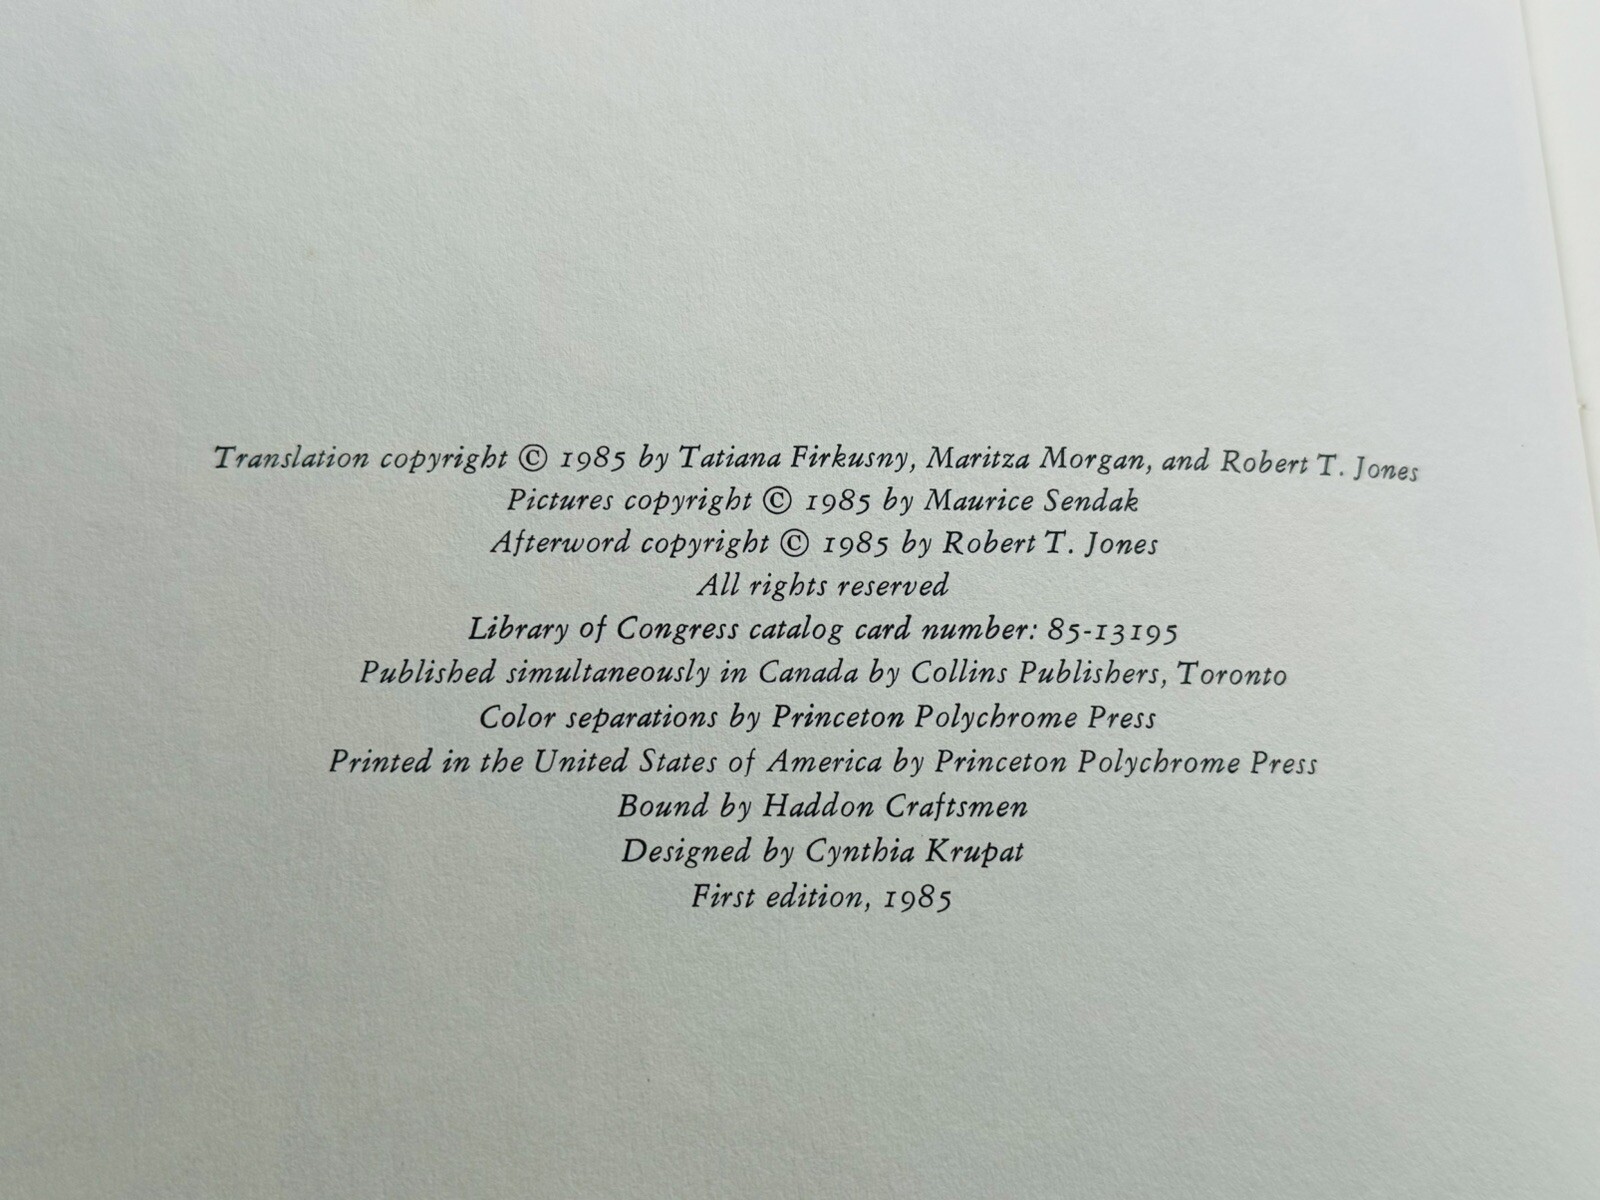 Translation copyright © 1985 by Tatiana Firkusny, Maritza Morgan, and Robert T. Jones
Pictures copyright © 1985 by Maurice Sendak
Afterword copyright © 1985 by Robert T. Jones
All rights reserved
Library of Congress catalog card number: 85-13195
Published simultaneously in Canada by Collins Publishers, Toronto
Color separations by Princeton Polychrome Press
Printed in the United States of America by Princeton Polychrome Press
Bound by Haddon Craftsmen
Designed by Cynthia Krupat
First edition, 1985